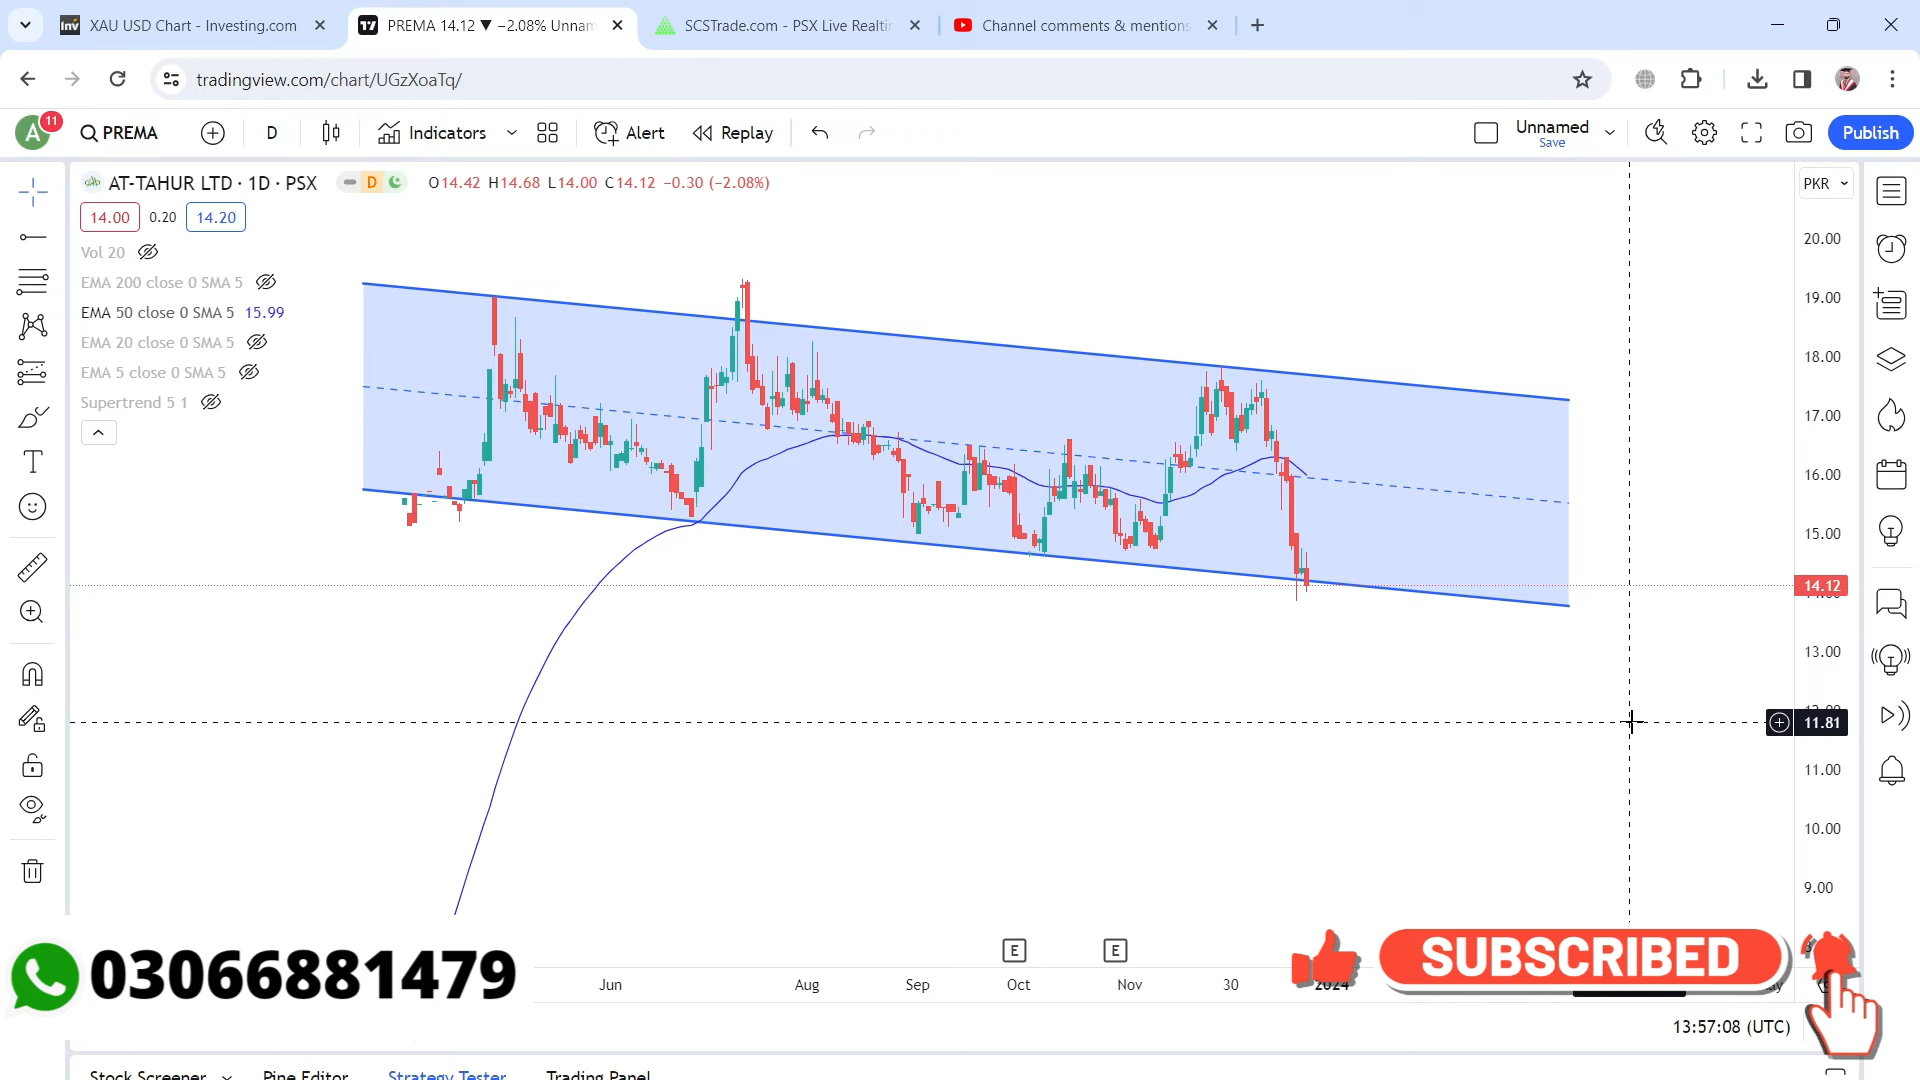 XAU USD Chart - Investing.com
PREMA 14.12 ▼ −2.08% Unnam
SCSTrade.com - PSX Live Realtim
Channel comments & mentions
tradingview.com/chart/UGzXoaTq/
A 11
PREMA
D
Indicators
Alert
Replay
Unnamed
Save
Publish
AT-TAHUR LTD · 1D · PSX
D
O14.42 H14.68 L14.00 C14.12 −0.30 (−2.08%)
PKR
14.00 0.20 14.20
Vol 20
EMA 200 close 0 SMA 5
EMA 50 close 0 SMA 5 15.99
EMA 20 close 0 SMA 5
EMA 5 close 0 SMA 5
Supertrend 5 1
20.00
19.00
18.00
17.00
16.00
15.00
14.12
13.00
11.81
11.00
10.00
9.00
E E
03066881479
SUBSCRIBED
Jun Aug Sep Oct Nov 30 2024
13:57:08 (UTC)
Stock Screener Pine Editor Strategy Tester Trading Panel